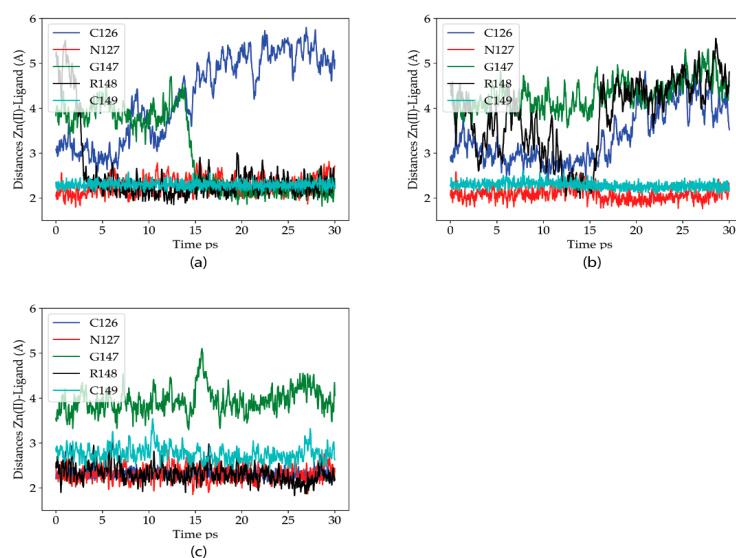 C126
N127
G147
R148
C149
6
5
4
3
2
Distances Zn(II)-Ligand (A)
0 5 10 15 20 25 30
Time ps
(a)
C126
N127
G147
R148
C149
6
5
4
3
2
Distances Zn(II)-Ligand (A)
0 5 10 15 20 25 30
Time ps
(b)
C126
N127
G147
R148
C149
6
5
4
3
2
Distances Zn(II)-Ligand (A)
0 5 10 15 20 25 30
Time ps
(c)